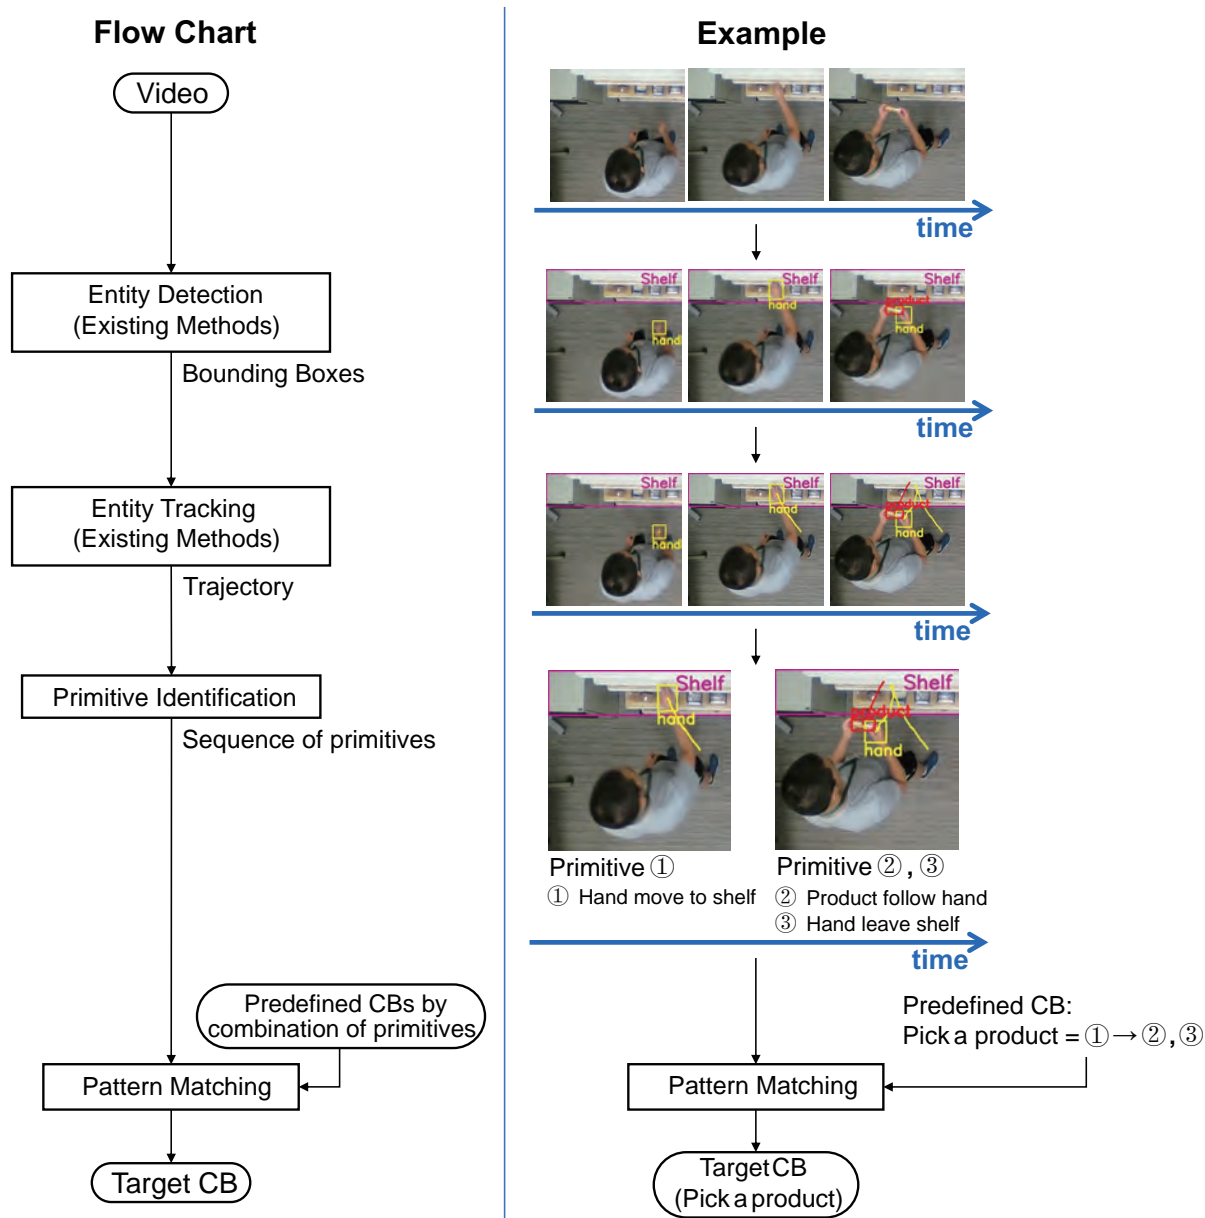 Flow Chart
Video
Entity Detection
(Existing Methods)
Bounding Boxes
Entity Tracking
(Existing Methods)
Trajectory
Primitive Identification
Sequence of primitives
Predefined CBs by
combination of primitives
Pattern Matching
Target CB
Example
time
Shelf
hand
Shelf
hand
Shelf
product
hand
time
Shelf
hand
Shelf
hand
Shelf
product
hand
time
Shelf
hand
Shelf
product
hand
Primitive ①
① Hand move to shelf
Primitive ②, ③
② Product follow hand
③ Hand leave shelf
time
Predefined CB:
Pick a product = ① → ②, ③
Pattern Matching
Target CB
(Pick a product)